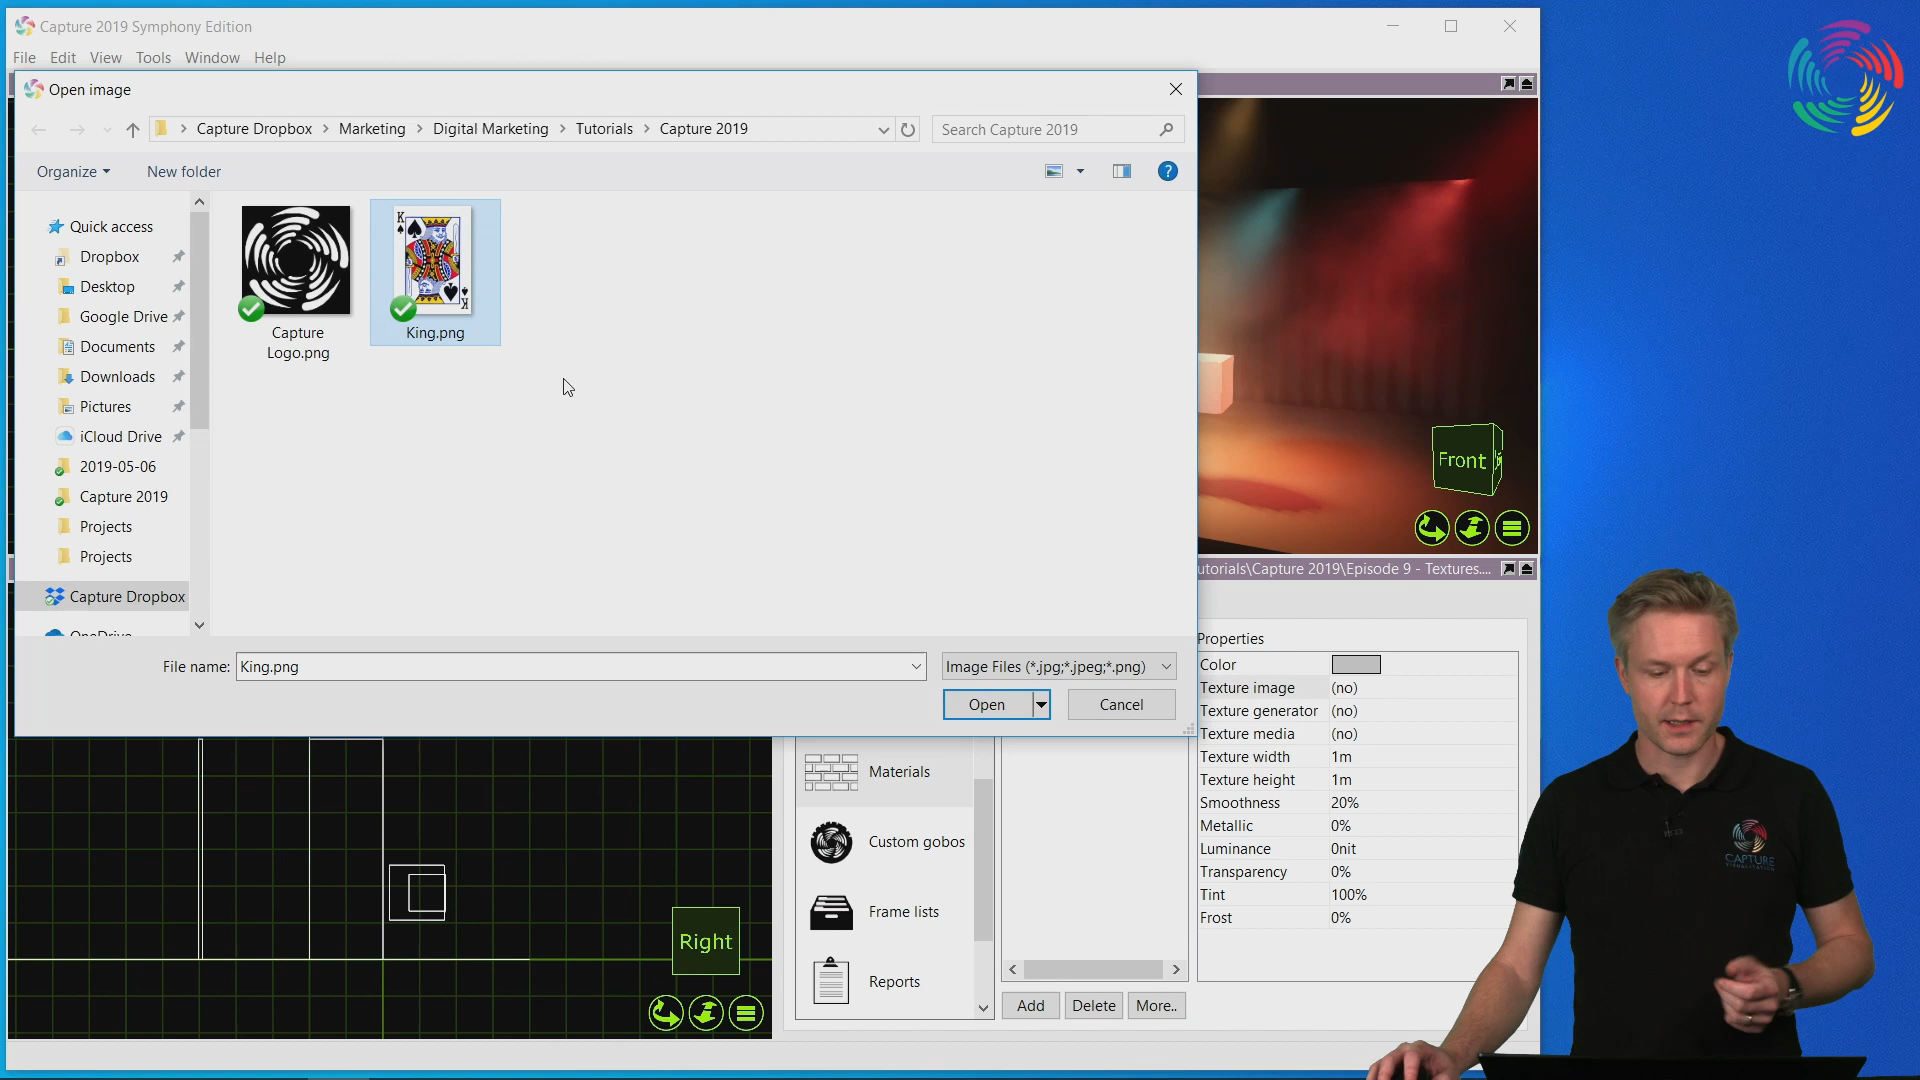 Capture 2019 Symphony Edition
File Edit View Tools Window Help
Open image
Capture Dropbox > Marketing > Digital Marketing > Tutorials > Capture 2019
Search Capture 2019
Organize
New folder
Quick access
Dropbox
Desktop
Google Drive
Documents
Downloads
Pictures
iCloud Drive
2019-05-06
Capture 2019
Projects
Projects
Capture Dropbox
OneDrive
Capture
Logo.png
King.png
File name: King.png
Image Files (*.jpg;*.jpeg;*.png)
Open
Cancel
Front
utorials\Capture 2019\Episode 9 - Textures....
Properties
Color
Texture image (no)
Texture generator (no)
Texture media (no)
Texture width 1m
Texture height 1m
Smoothness 20%
Metallic 0%
Luminance 0nit
Transparency 0%
Tint 100%
Frost 0%
Materials
Custom gobos
Frame lists
Reports
Add
Delete
More..
Right
K
K
CAPTURE